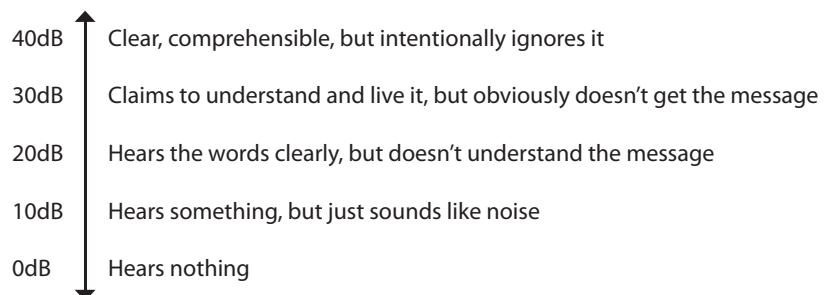 40dB Clear, comprehensible, but intentionally ignores it
30dB Claims to understand and live it, but obviously doesn’t get the message
20dB Hears the words clearly, but doesn’t understand the message
10dB Hears something, but just sounds like noise
0dB Hears nothing